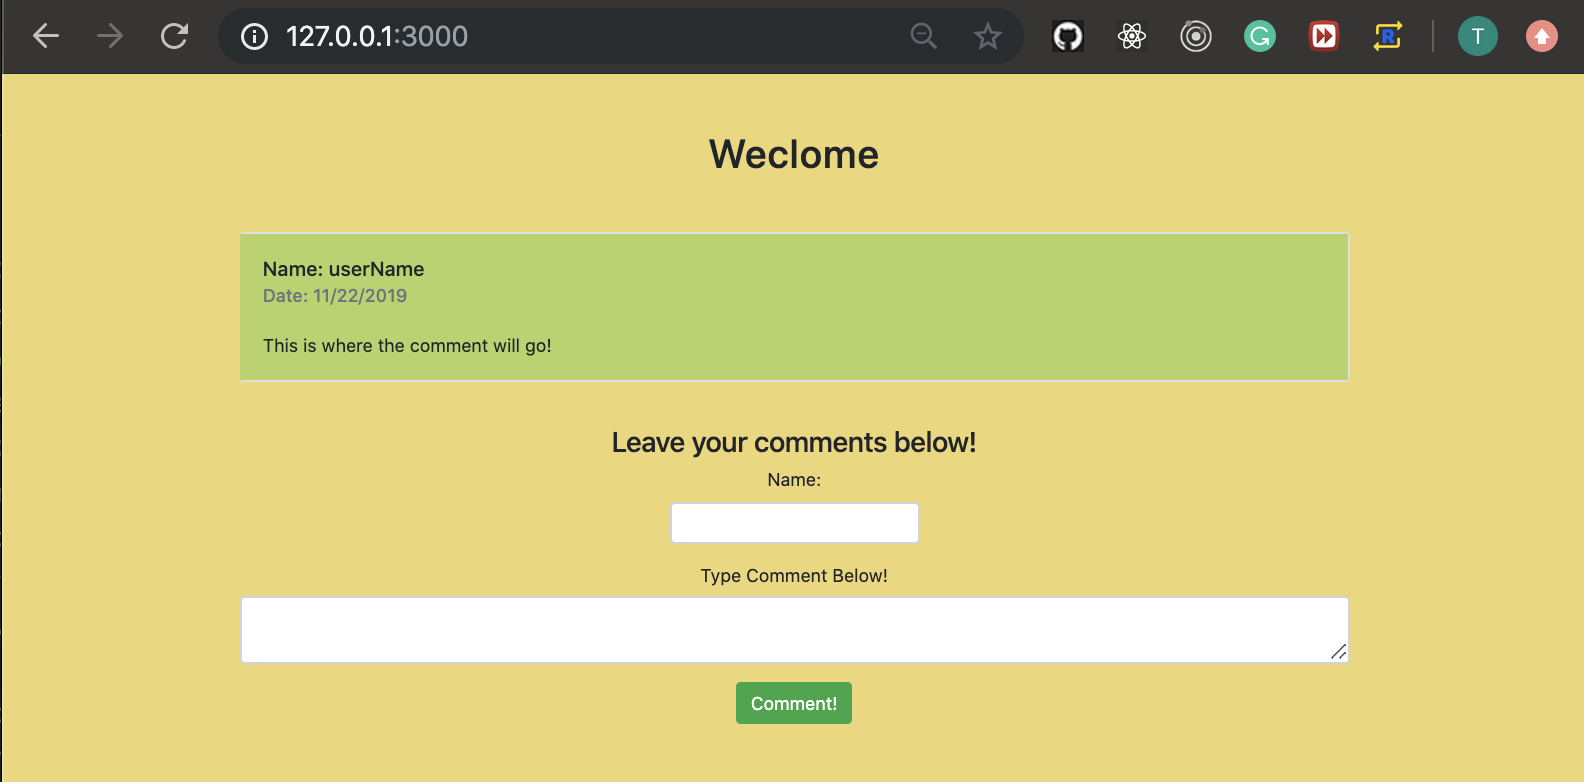 127.0.0.1:3000
R
T
Weclome
Name: userName
Date: 11/22/2019
This is where the comment will go!
Leave your comments below!
Name:
Type Comment Below!
Comment!